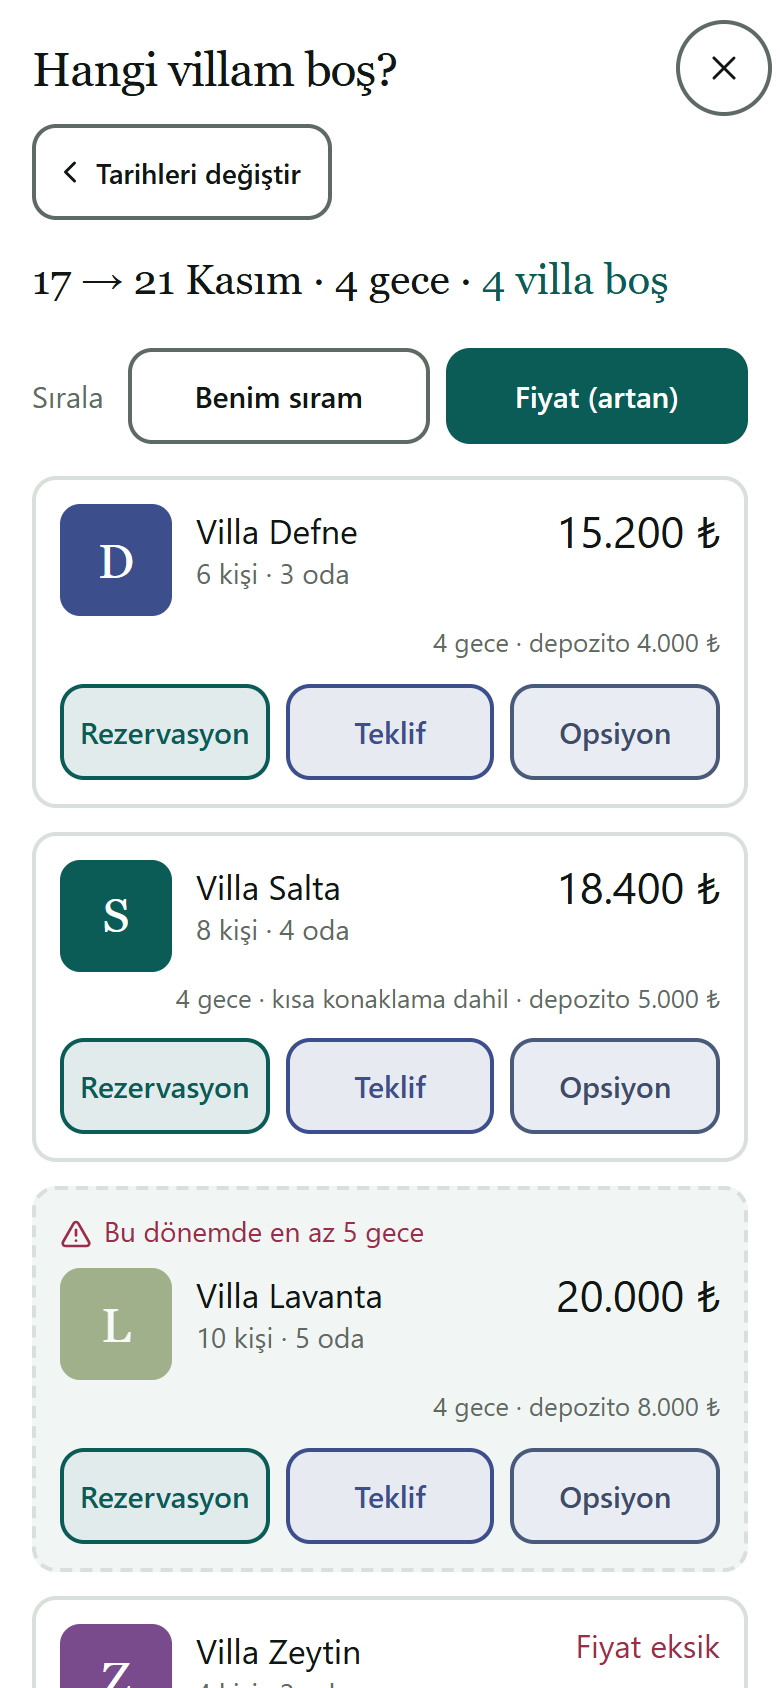 Hangi villam boş?
Tarihleri değiştir
17 → 21 Kasım · 4 gece · 4 villa boş
Sırala
Benim sıram
Fiyat (artan)
D
Villa Defne
15.200 ₺
6 kişi · 3 oda
4 gece · depozito 4.000 ₺
Rezervasyon
Teklif
Opsiyon
S
Villa Salta
18.400 ₺
8 kişi · 4 oda
4 gece · kısa konaklama dahil · depozito 5.000 ₺
Rezervasyon
Teklif
Opsiyon
Bu dönemde en az 5 gece
L
Villa Lavanta
20.000 ₺
10 kişi · 5 oda
4 gece · depozito 8.000 ₺
Rezervasyon
Teklif
Opsiyon
Z
Villa Zeytin
Fiyat eksik